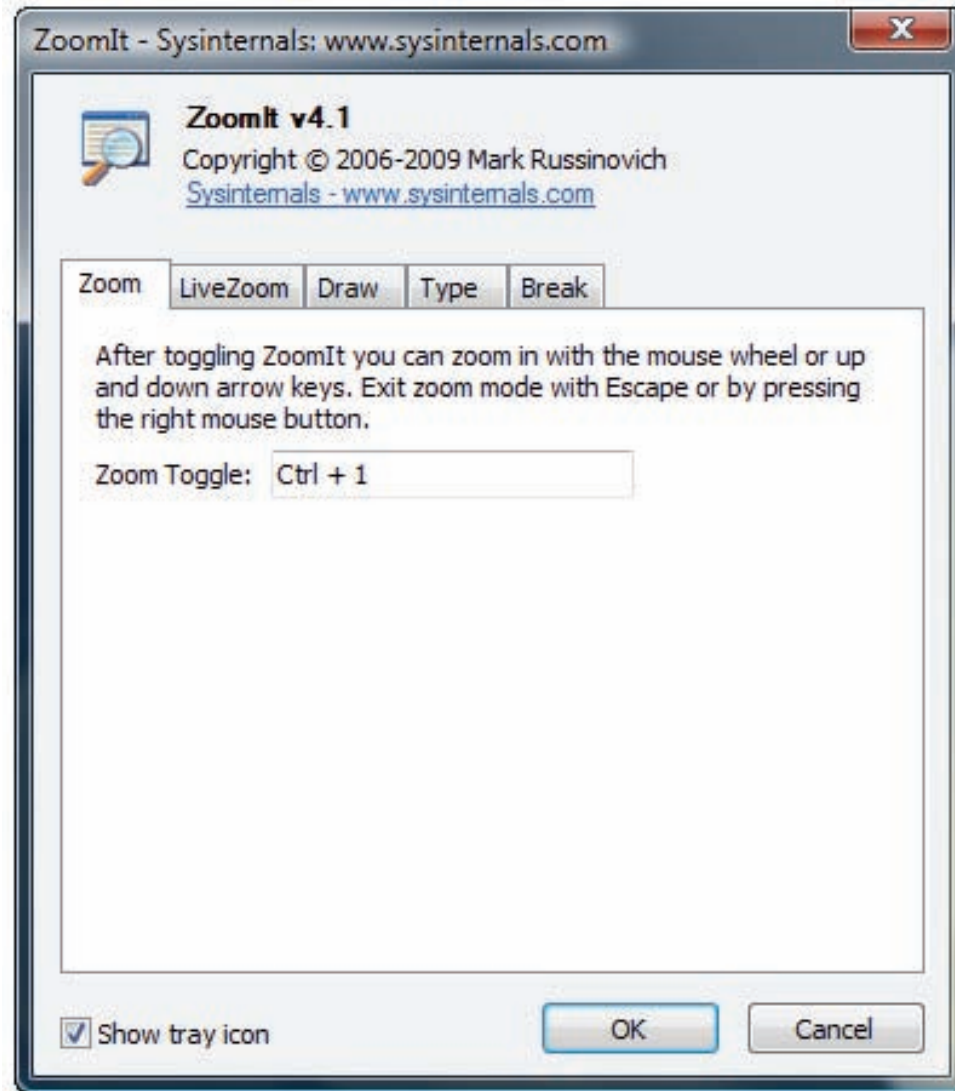 ZoomIt - Sysinternals: www.sysinternals.com
X
ZoomIt v4.1
Copyright © 2006-2009 Mark Russinovich
Sysinternals - www.sysinternals.com
Zoom LiveZoom Draw Type Break
After toggling ZoomIt you can zoom in with the mouse wheel or up
and down arrow keys. Exit zoom mode with Escape or by pressing
the right mouse button.
Zoom Toggle: Ctrl + 1
Show tray icon OK Cancel